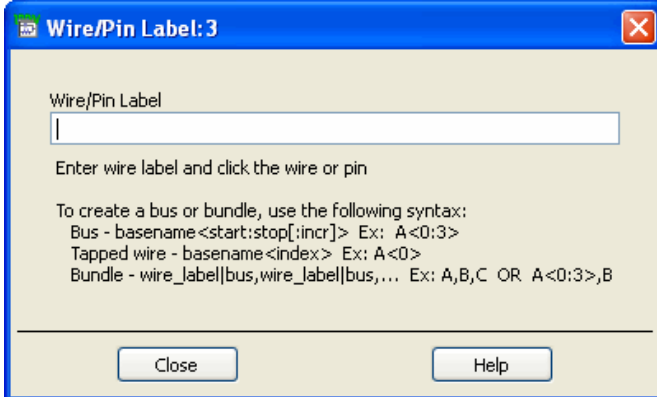 Wire/Pin Label:3
Wire/Pin Label
Enter wire label and click the wire or pin
To create a bus or bundle, use the following syntax:
Bus - basename<start:stop[:incr]> Ex: A<0:3>
Tapped wire - basename<index> Ex: A<0>
Bundle - wire_label|bus,wire_label|bus,... Ex: A,B,C OR A<0:3>,B
Close
Help